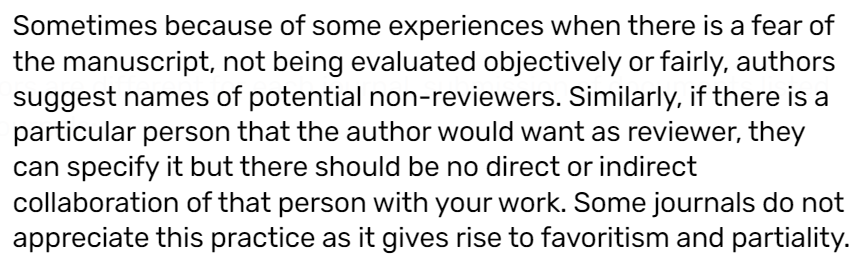 Sometimes because of some experiences when there is a fear of
the manuscript, not being evaluated objectively or fairly, authors
suggest names of potential non-reviewers. Similarly, if there is a
particular person that the author would want as reviewer, they
can specify it but there should be no direct or indirect
collaboration of that person with your work. Some journals do not
appreciate this practice as it gives rise to favoritism and partiality.